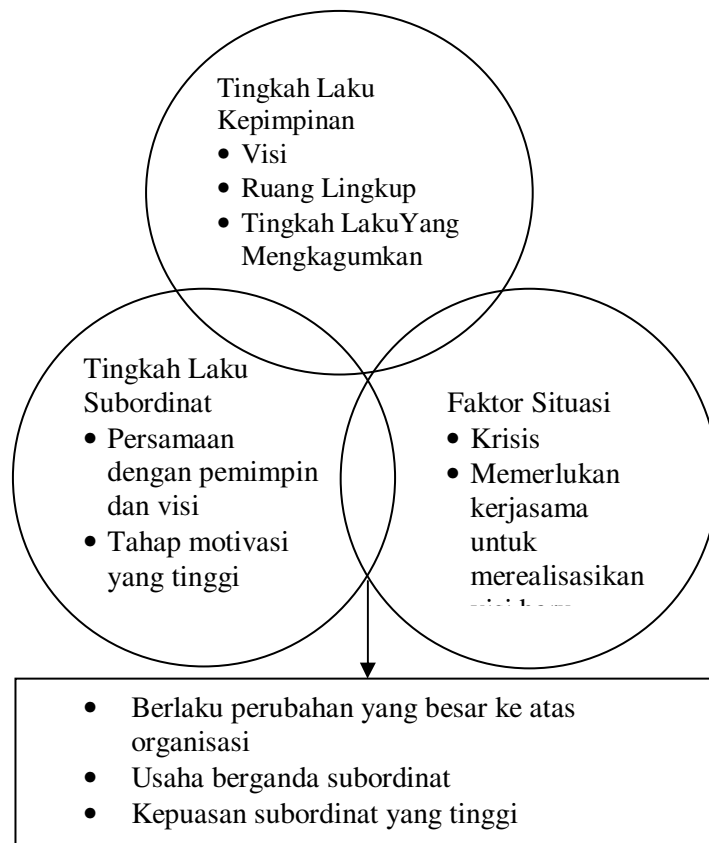 Tingkah Laku
Kepimpinan
• Visi
• Ruang Lingkup
• Tingkah LakuYang
Mengkagumkan
Tingkah Laku
Subordinat
• Persamaan
dengan pemimpin
dan visi
• Tahap motivasi
yang tinggi
Faktor Situasi
• Krisis
• Memerlukan
kerjasama
untuk
merealisasikan
• Berlaku perubahan yang besar ke atas
organisasi
• Usaha berganda subordinat
• Kepuasan subordinat yang tinggi